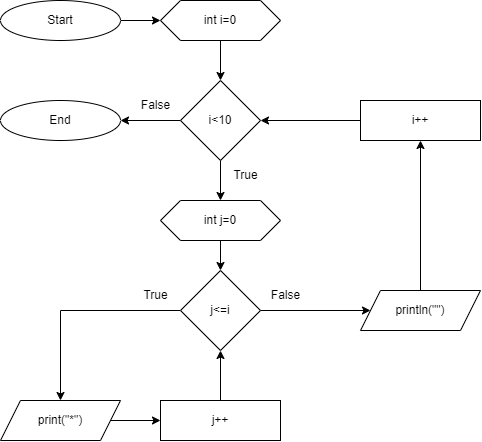 Start
int i=0
False
End
i<10
i++
True
int j=0
True
j<=i
False
println("")
print("*")
j++